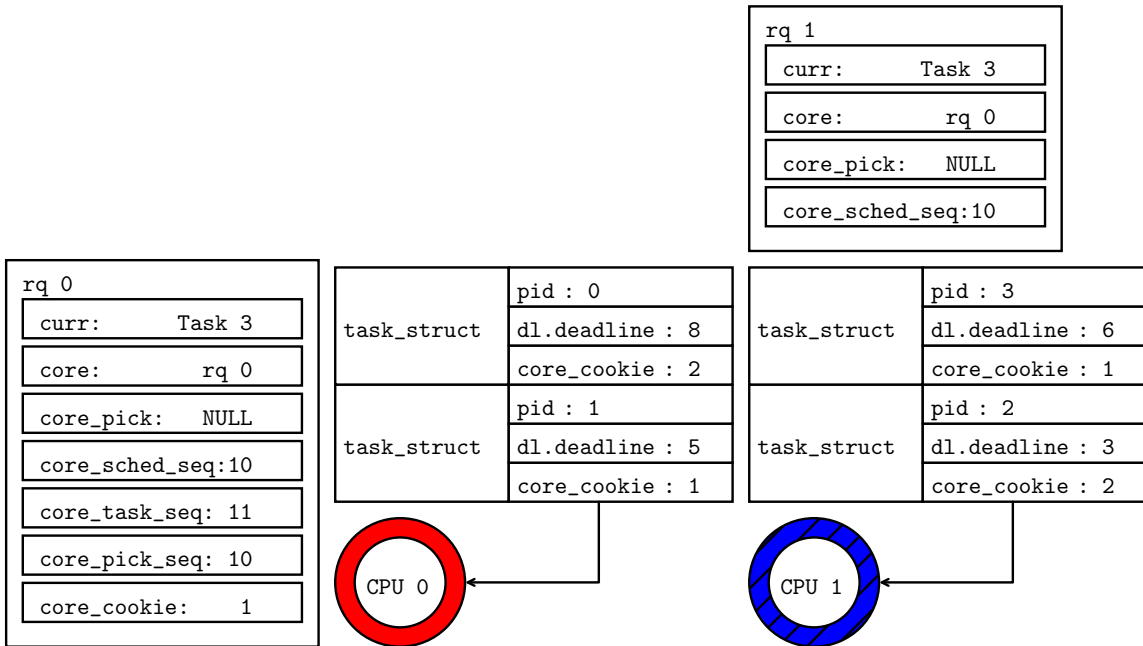 rq 1
curr: Task 3
core: rq 0
core_pick: NULL
core_sched_seq:10
rq 0
curr: Task 3
core: rq 0
core_pick: NULL
core_sched_seq:10
core_task_seq: 11
core_pick_seq: 10
core_cookie: 1
task_struct
pid : 0
dl.deadline : 8
core_cookie : 2
task_struct
pid : 1
dl.deadline : 5
core_cookie : 1
task_struct
pid : 3
dl.deadline : 6
core_cookie : 1
task_struct
pid : 2
dl.deadline : 3
core_cookie : 2
CPU 0
CPU 1